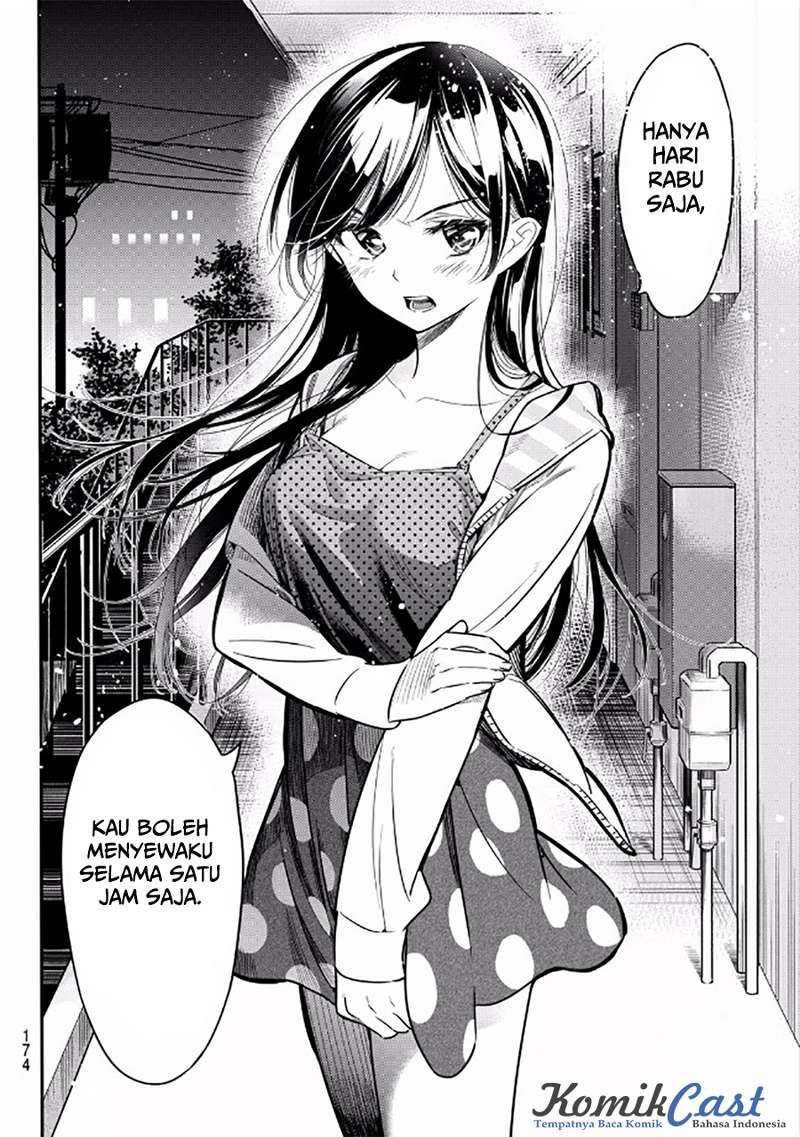 HANYA
HARI
RABU
SAJA,
KAU BOLEH
MENYEWAKU
SELAMA SATU
JAM SAJA.
174
KomikCast
Tempatnya Baca Komik Bahasa Indonesia